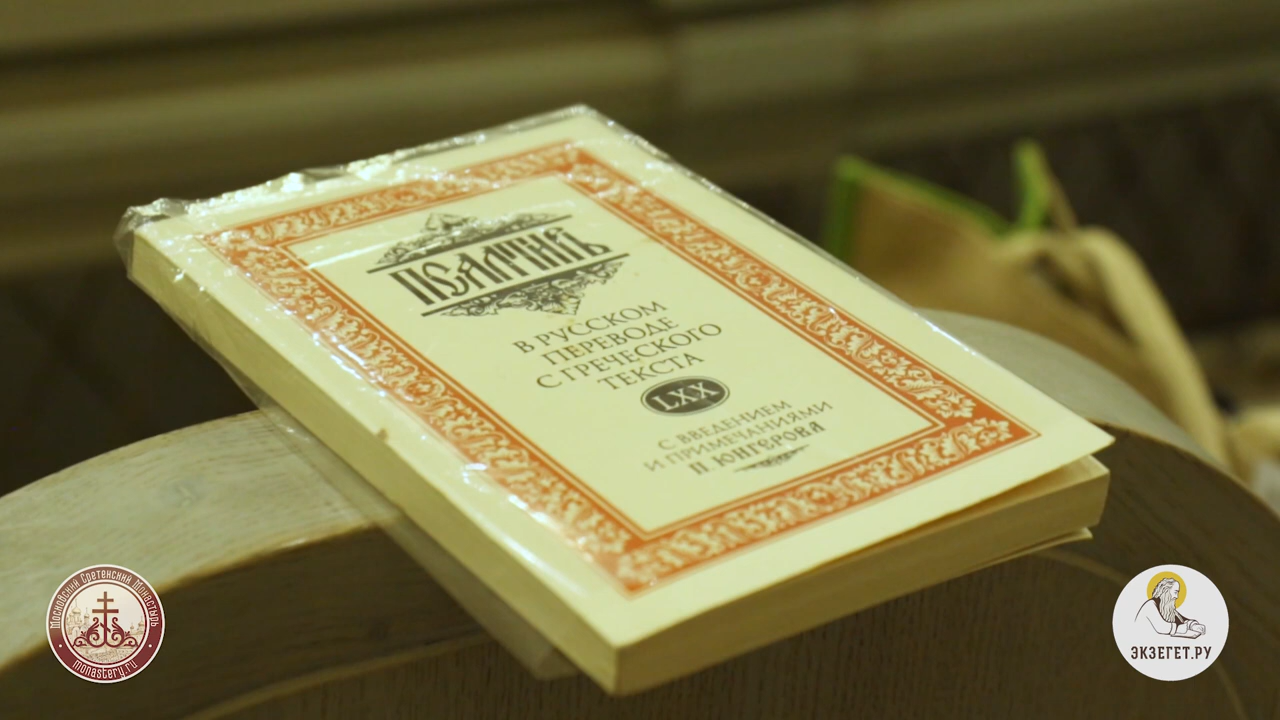 ПСАЛТИРЬ
В РУССКОМ
ПЕРЕВОДЕ
С ГРЕЧЕСКОГО
ТЕКСТА
LXX
С ВВЕДЕНИЕМ
И ПРИМЕЧАНИЯМИ
П. ЮНГЕРОВА
Московский Сретенский Монастырь
monastery.ru
ЭКЗЕГЕТ.РУ